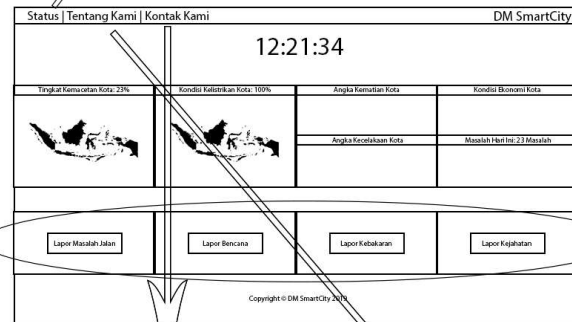 Status | Tentang Kami | Kontak Kami DM SmartCity
12:21:34
Tingkat Kemacetan Kota: 23% Kondisi Kelistrikan Kota: 100% Angka Kematian Kota Kondisi Ekonomi Kota
Angka Kecelakaan Kota Masalah Hari Ini: 23 Masalah
Lapor Masalah Jalan Lapor Bencana Lapor Kebakaran Lapor Kejahatan
Copyright © DM SmartCity 2019